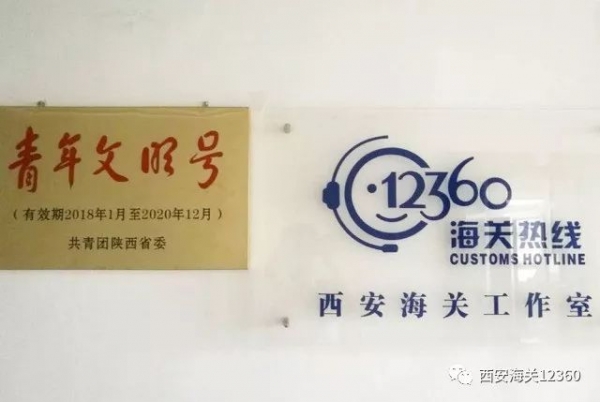 青年文明号
（有效期2018年1月至2020年12月）
共青团陕西省委
12360
海关热线
CUSTOMS HOTLINE
西安海关工作室
西安海关12360